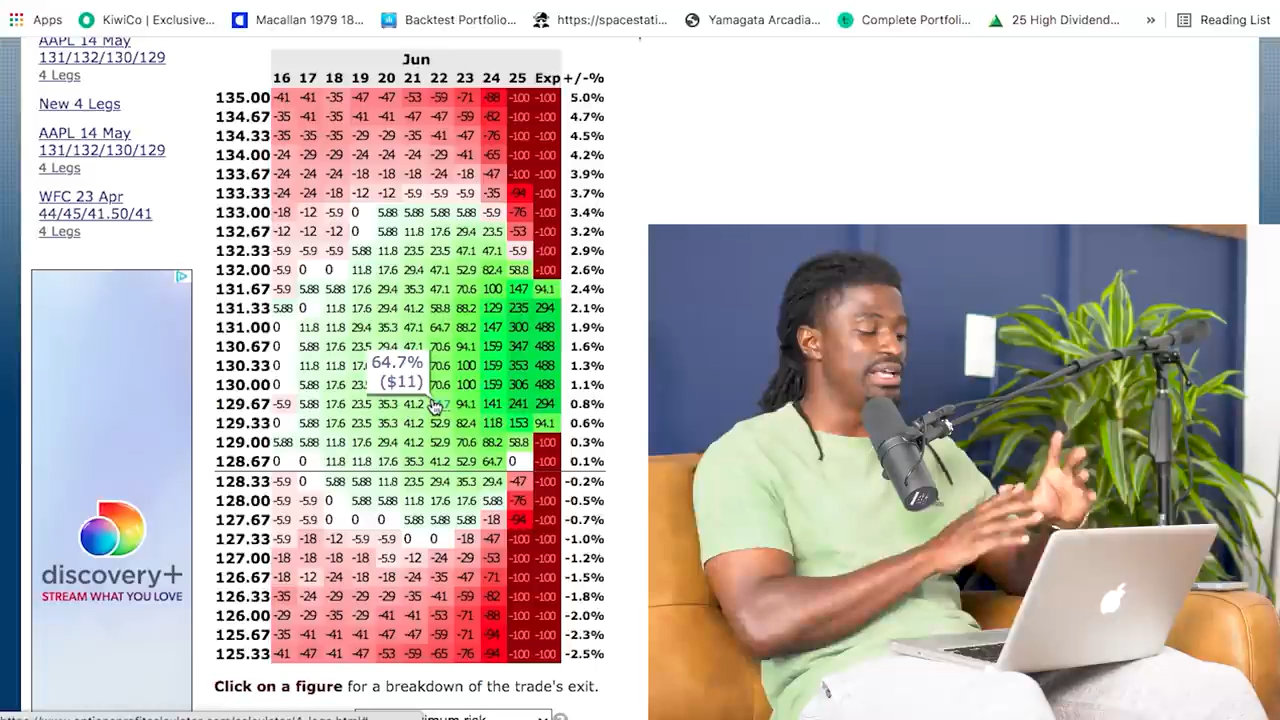 Apps KiwiCo | Exclusive... Macallan 1979 18... Backtest Portfolio... https://spacestati... Yamagata Arcadia... Complete Portfoli... 25 High Dividend... » Reading List
AAPL 14 May
131/132/130/129
4 Legs
New 4 Legs
AAPL 14 May
131/132/130/129
4 Legs
WFC 23 Apr
44/45/41.50/41
4 Legs
discovery+
STREAM WHAT YOU LOVE
Jun
16 17 18 19 20 21 22 23 24 25 Exp +/-%
135.00 -41 -41 -35 -47 -47 -53 -59 -71 -88 -100 -100 5.0%
134.67 -35 -41 -35 -41 -41 -47 -47 -59 -82 -100 -100 4.7%
134.33 -35 -35 -35 -29 -29 -35 -41 -47 -76 -100 -100 4.5%
134.00 -24 -29 -29 -24 -24 -24 -29 -41 -65 -100 -100 4.2%
133.67 -24 -24 -24 -18 -18 -18 -24 -18 -47 -100 -100 3.9%
133.33 -24 -24 -18 -12 -12 -5.9 -5.9 -5.9 -35 -94 -100 3.7%
133.00 -18 -12 -5.9 0 5.88 5.88 5.88 5.88 -5.9 -76 -100 3.4%
132.67 -12 -12 -5.9 0 5.88 11.8 17.6 29.4 23.5 -53 -100 3.2%
132.33 -5.9 -5.9 -5.9 5.88 11.8 23.5 23.5 47.1 47.1 -5.9 -100 2.9%
132.00 -5.9 0 0 11.8 17.6 29.4 47.1 52.9 82.4 58.8 -100 2.6%
131.67 -5.9 5.88 5.88 17.6 29.4 35.3 47.1 70.6 100 147 94.1 2.4%
131.33 5.88 0 11.8 17.6 29.4 41.2 58.8 88.2 129 235 294 2.1%
131.00 0 11.8 11.8 29.4 35.3 47.1 64.7 88.2 147 300 488 1.9%
130.67 0 11.8 17.6 23.5 29.4 47.1 70.6 94.1 159 347 488 1.6%
130.33 0 11.8 70.6 100 159 353 488 1.3%
130.00 0 5.88 17.6 70.6 100 159 306 488 1.1%
64.7%
($11)
129.67 -5.9 5.88 17.6 23.5 35.3 41.2 94.1 141 241 294 0.8%
129.33 0 5.88 17.6 23.5 35.3 41.2 52.9 82.4 118 153 94.1 0.6%
129.00 5.88 5.88 11.8 17.6 29.4 41.2 52.9 70.6 88.2 58.8 -100 0.3%
128.67 0 0 11.8 11.8 17.6 35.3 41.2 52.9 64.7 0 -100 0.1%
128.33 -5.9 0 5.88 5.88 11.8 23.5 29.4 35.3 29.4 -47 -100 -0.2%
128.00 -5.9 -5.9 0 5.88 5.88 11.8 17.6 17.6 5.88 -76 -100 -0.5%
127.67 -5.9 -5.9 0 0 0 5.88 5.88 5.88 -18 -94 -100 -0.7%
127.33 -5.9 -18 -12 -5.9 -5.9 0 0 -18 -47 -100 -100 -1.0%
127.00 -18 -18 -18 -18 -5.9 -12 -24 -29 -53 -100 -100 -1.2%
126.67 -18 -12 -24 -18 -18 -24 -35 -47 -71 -100 -100 -1.5%
126.33 -35 -24 -29 -29 -29 -35 -41 -59 -82 -100 -100 -1.8%
126.00 -29 -29 -35 -29 -41 -41 -53 -71 -88 -100 -100 -2.0%
125.67 -35 -41 -41 -41 -47 -47 -59 -71 -94 -100 -100 -2.3%
125.33 -41 -47 -41 -47 -53 -59 -65 -76 -94 -100 -100 -2.5%
Click on a figure for a breakdown of the trade's exit.